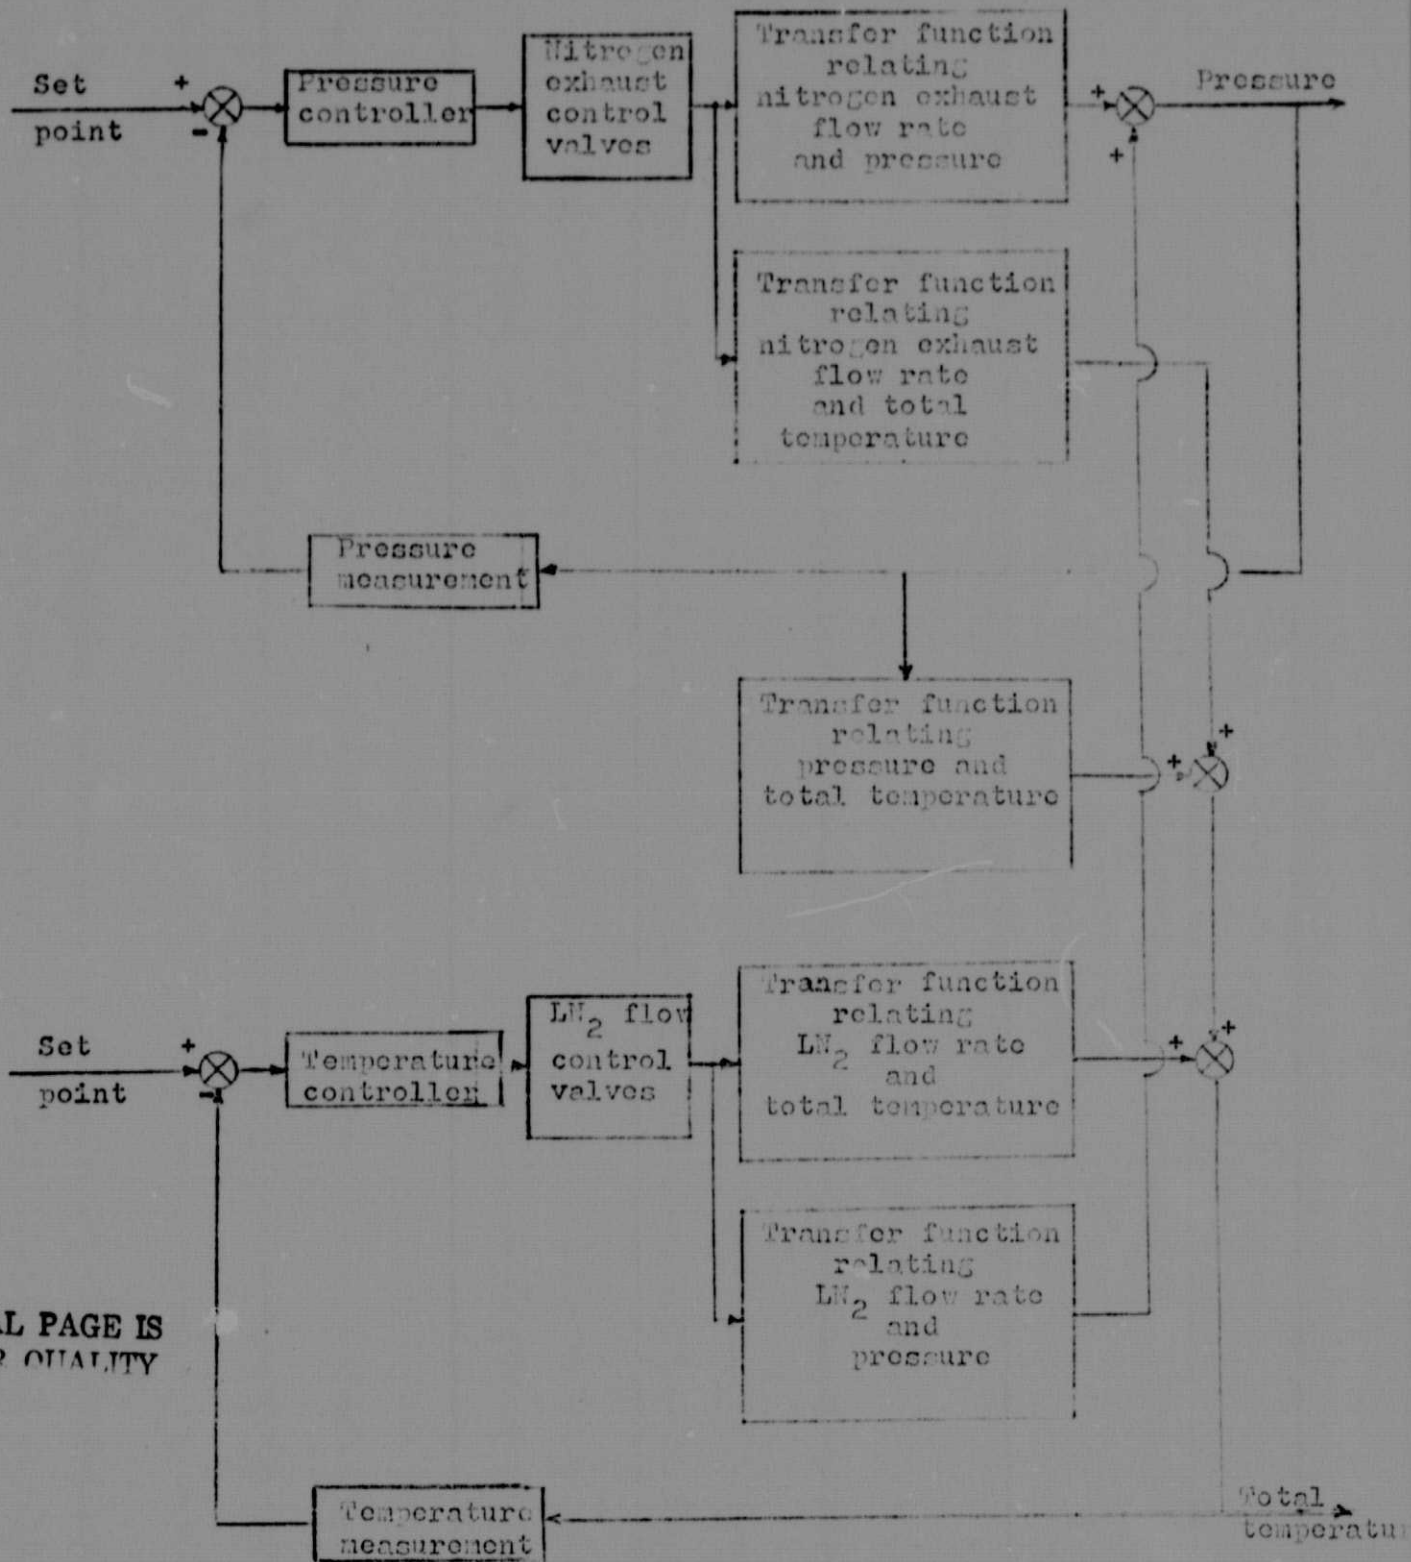 Set
point
+
-
Pressure
controller
Nitrogen
exhaust
control
valves
Transfer function
relating
nitrogen exhaust
flow rate
and pressure
+
+
Pressure
Transfer function
relating
nitrogen exhaust
flow rate
and total
temperature
Pressure
measurement
Transfer function
relating
pressure and
total temperature
+
+
Set
point
+
-
Temperature
controller
LN2 flow
control
valves
Transfer function
relating
LN2 flow rate
and
total temperature
+
+
Transfer function
relating
LN2 flow rate
and
pressure
PAGE IS
QUALITY
Temperature
measurement
Total